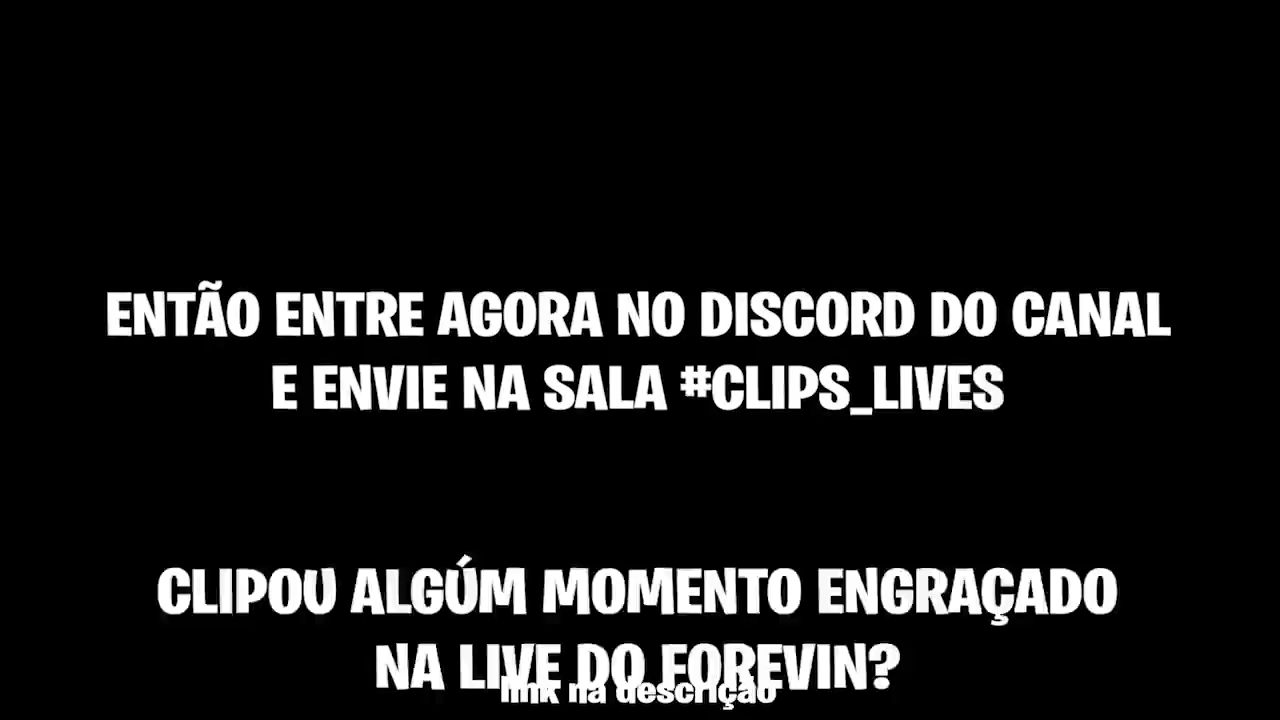 ENTÃO ENTRE AGORA NO DISCORD DO CANAL
E ENVIE NA SALA #CLIPS_LIVES
CLIPOU ALGÚM MOMENTO ENGRAÇADO
NA LIVE DO FOREVIN?
link na descrição